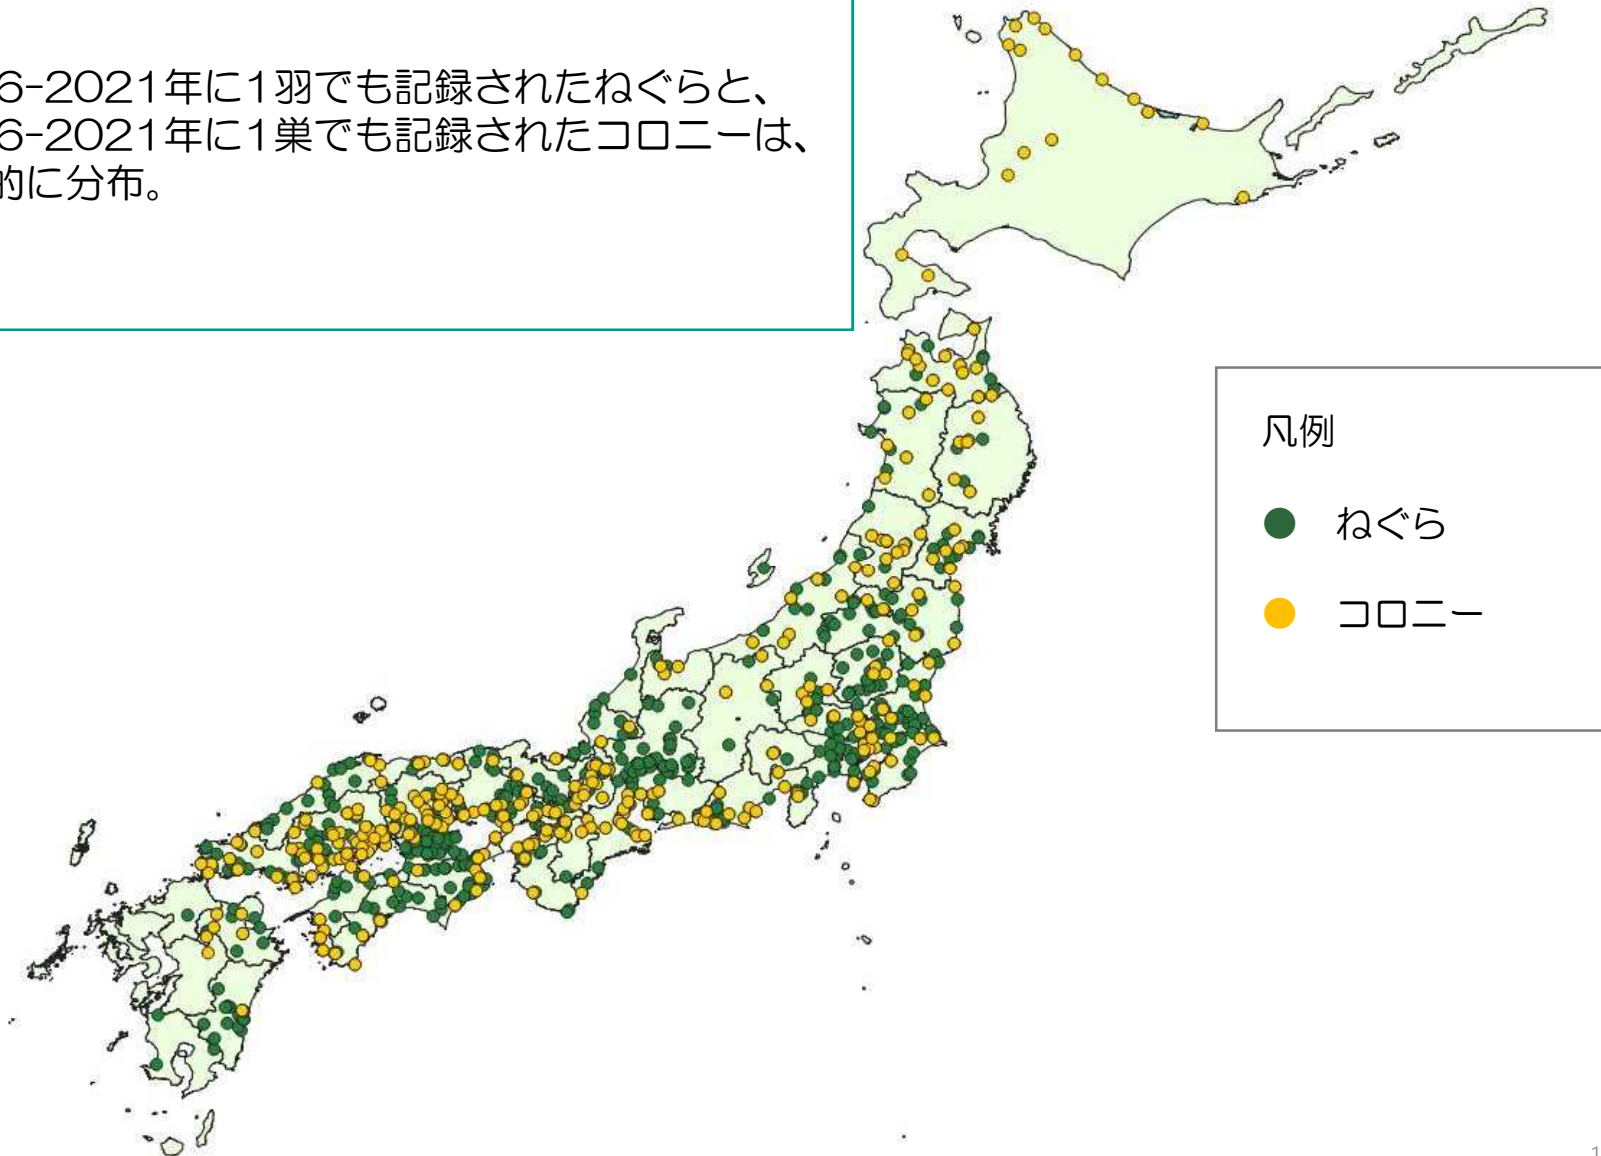 6-2021年に1羽でも記録されたねぐらと、
6-2021年に1巣でも記録されたコロニーは、
的に分布。
凡例
ねぐら
コロニー
1